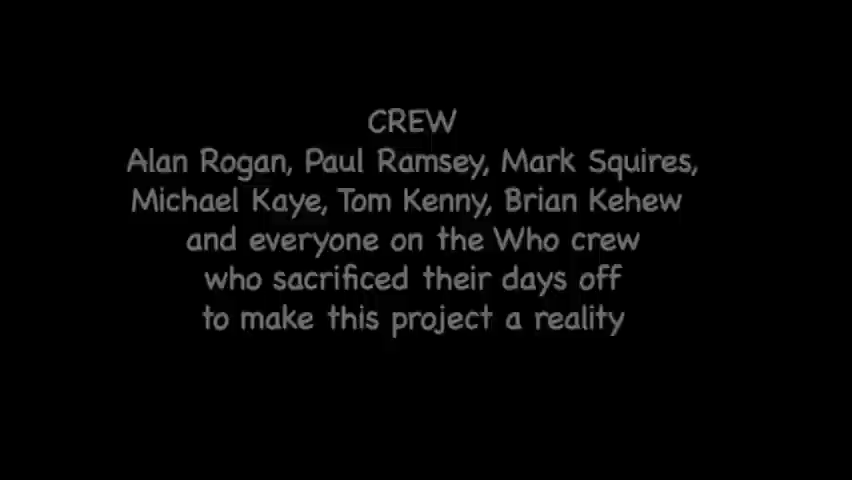 CREW
Alan Rogan, Paul Ramsey, Mark Squires,
Michael Kaye, Tom Kenny, Brian Kehew
and everyone on the Who crew
who sacrificed their days off
to make this project a reality